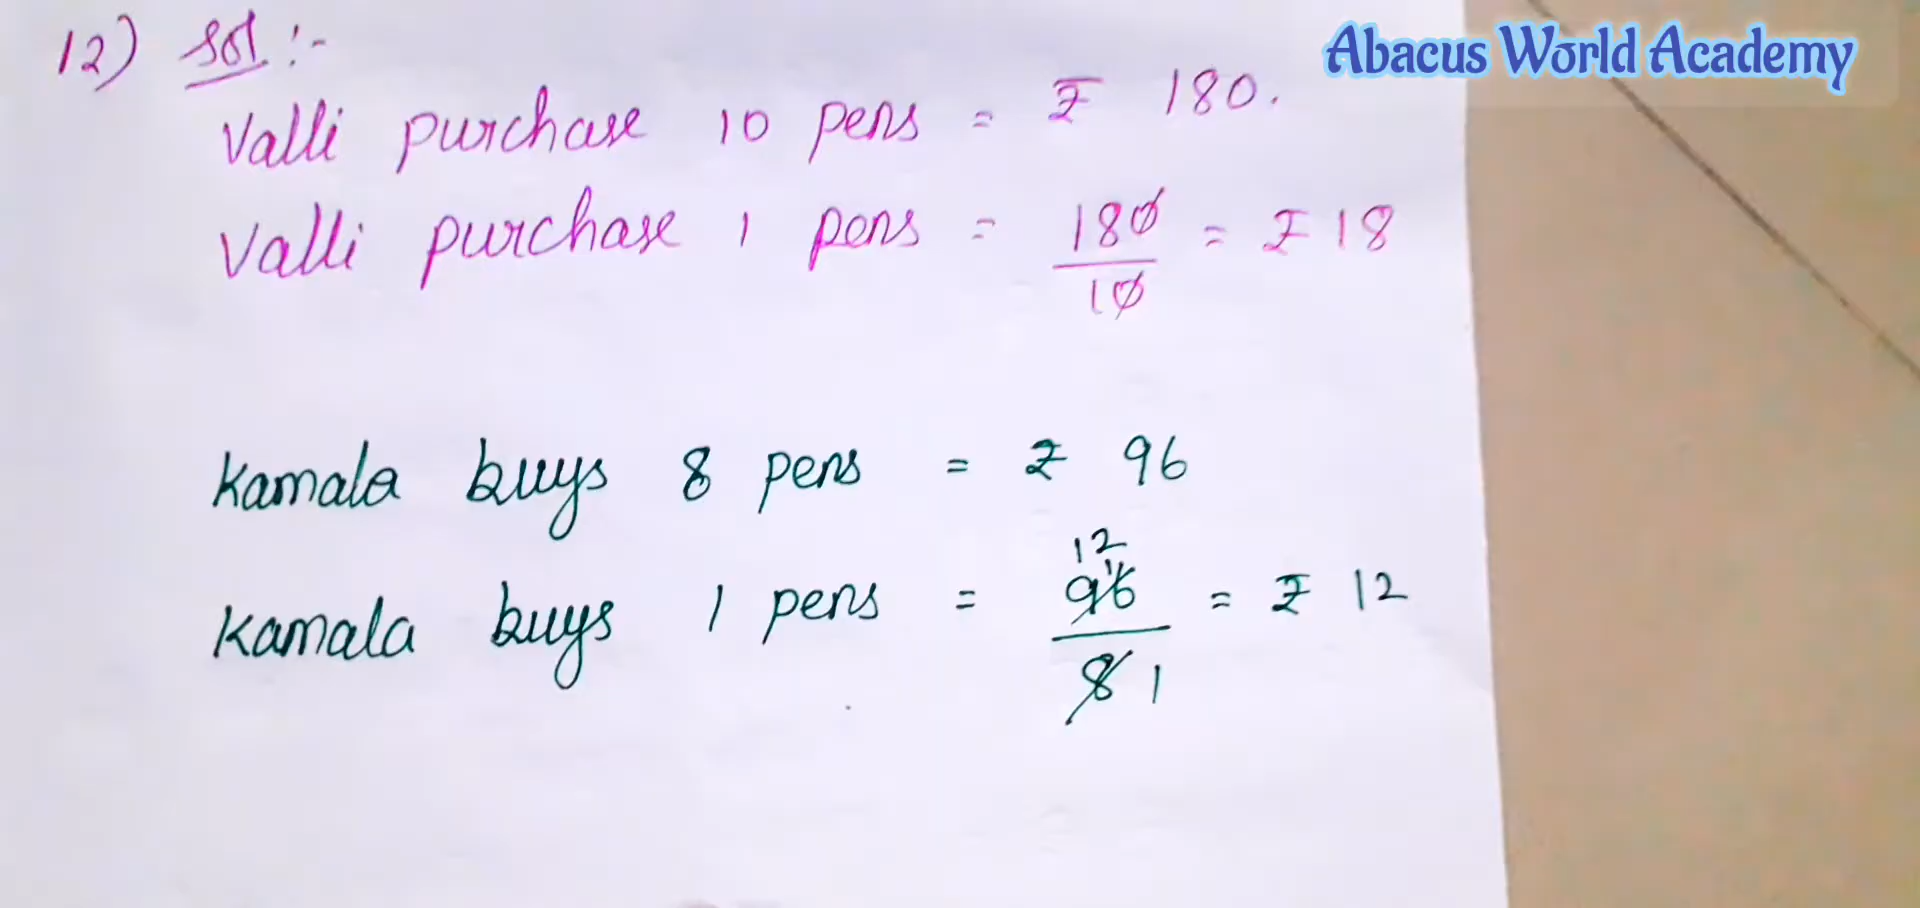 Abacus World Academy
12) Sol :-
Valli purchase 10 pens = ₹ 180.
Valli purchase 1 pens = 180/10 = ₹ 18
Kamala buys 8 pens = ₹ 96
12
Kamala buys 1 pens = 96/8 1 = ₹ 12